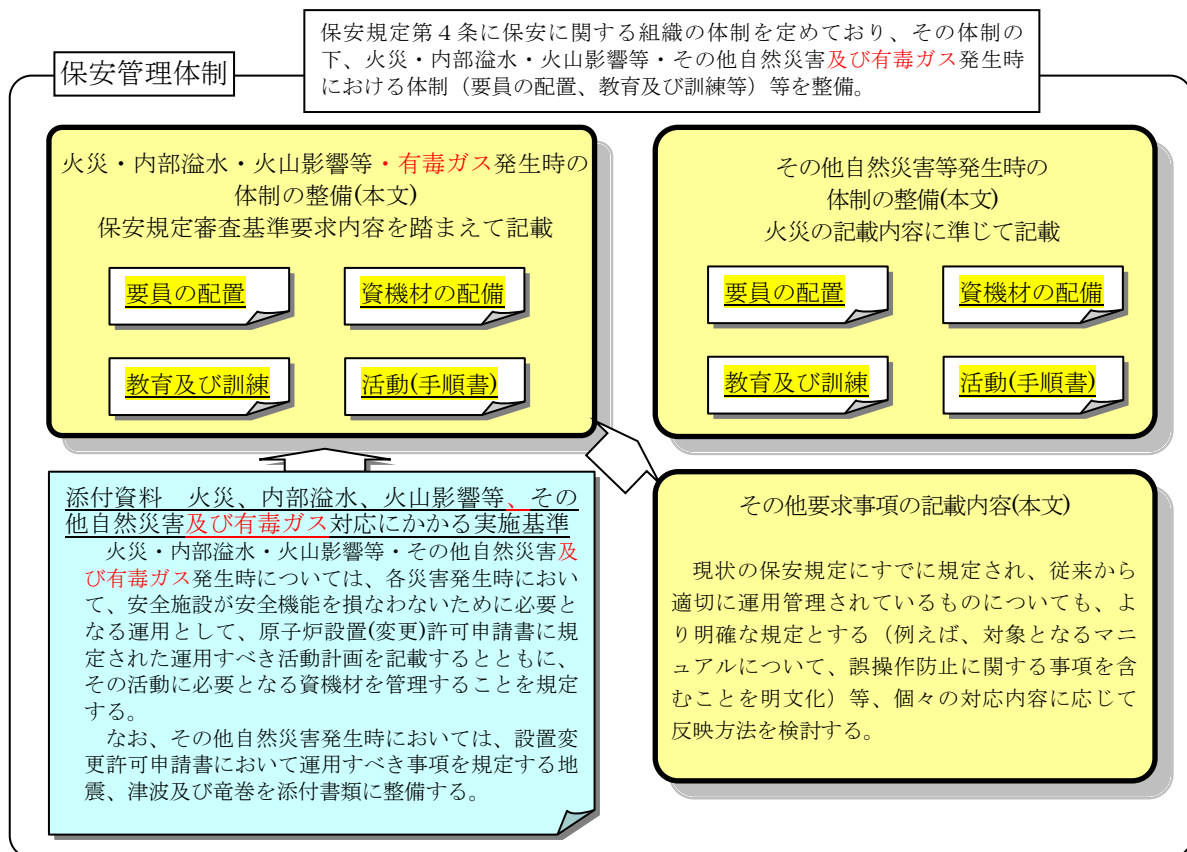 保安規定第４条に保安に関する組織の体制を定めており、その体制の
下、火災・内部溢水・火山影響等・その他自然災害及び有毒ガス発生時
における体制（要員の配置、教育及び訓練等）等を整備。
保安管理体制
火災・内部溢水・火山影響等・有毒ガス発生時の
体制の整備(本文)
保安規定審査基準要求内容を踏まえて記載
要員の配置
資機材の配備
教育及び訓練
活動(手順書)
その他自然災害等発生時の
体制の整備(本文)
火災の記載内容に準じて記載
要員の配置
資機材の配備
教育及び訓練
活動(手順書)
添付資料　火災、内部溢水、火山影響等、その
他自然災害及び有毒ガス対応にかかる実施基準
火災・内部溢水・火山影響等・その他自然災害及
び有毒ガス発生時については、各災害発生時におい
て、安全施設が安全機能を損なわないために必要と
なる運用として、原子炉設置(変更)許可申請書に規
定された運用すべき活動計画を記載するとともに、
その活動に必要となる資機材を管理することを規定
する。
なお、その他自然災害発生時においては、設置変
更許可申請書において運用すべき事項を規定する地
震、津波及び竜巻を添付書類に整備する。
その他要求事項の記載内容(本文)
現状の保安規定にすでに規定され、従来から
適切に運用管理されているものについても、よ
り明確な規定とする（例えば、対象となるマニ
ュアルについて、誤操作防止に関する事項を含
むことを明文化）等、個々の対応内容に応じて
反映方法を検討する。